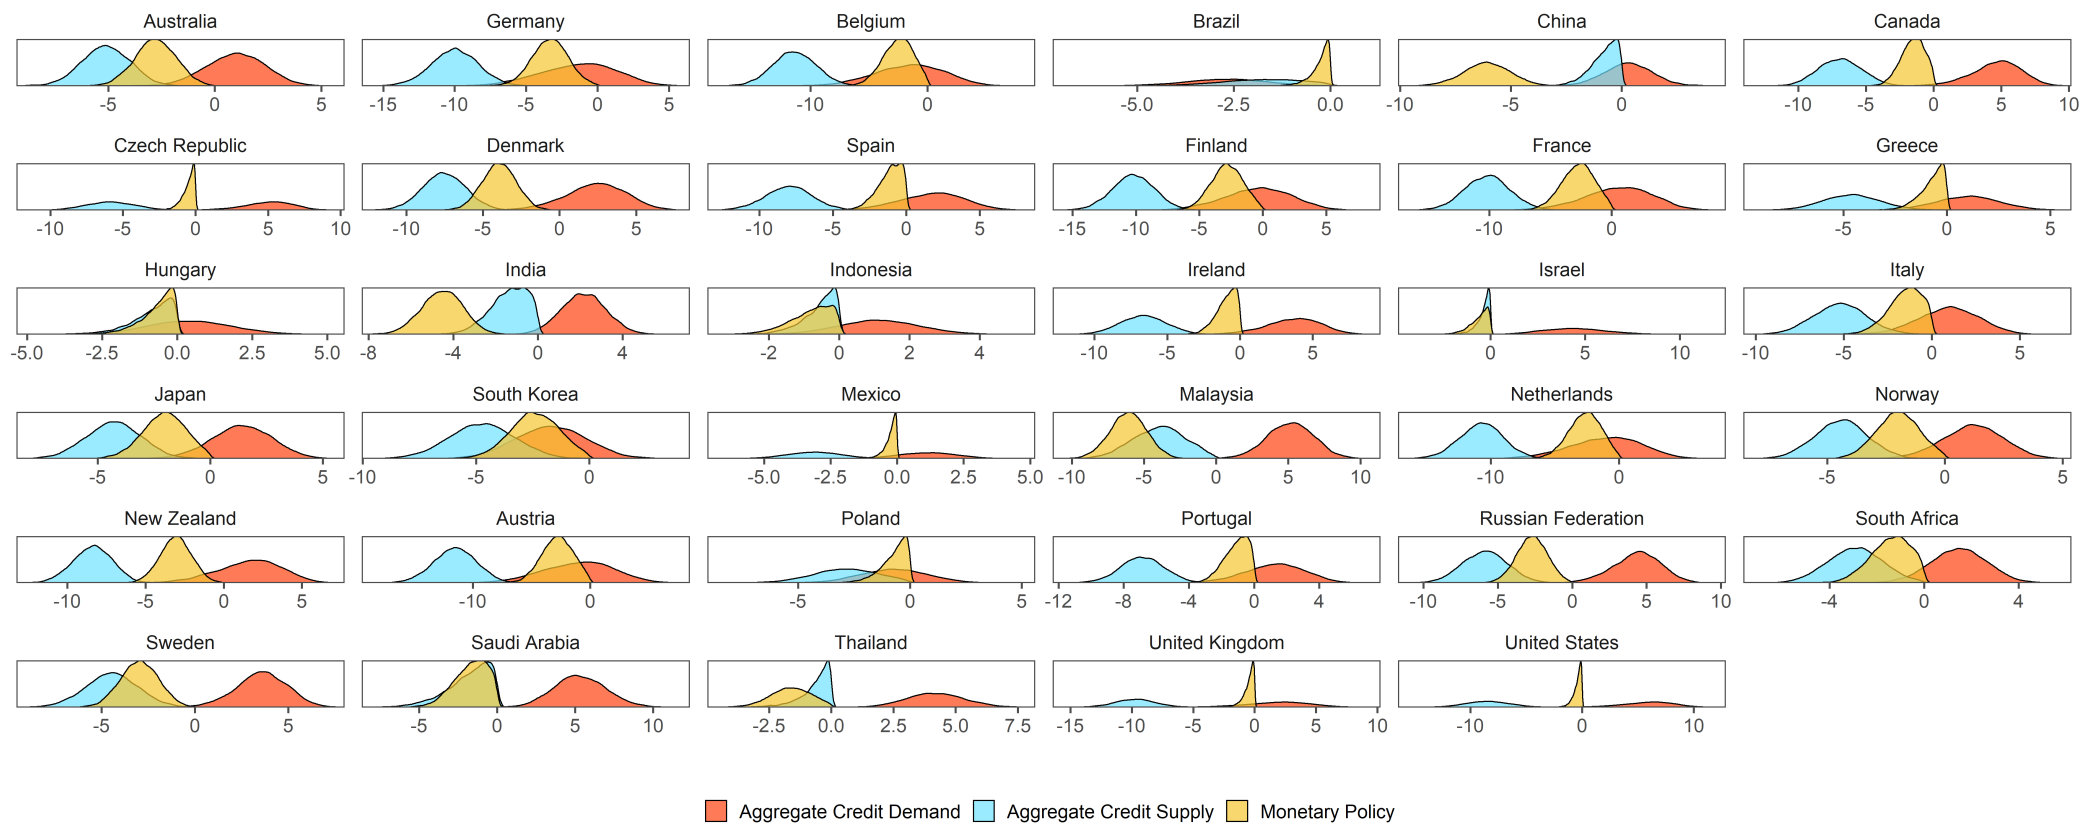 Australia Germany Belgium Brazil China Canada
-5 0 5 -15 -10 -5 0 5 -10 0 -5.0 -2.5 0.0 -10 -5 0 -10 -5 0 5 10
Czech Republic Denmark Spain Finland France Greece
-10 -5 0 5 10 -10 -5 0 5 -10 -5 0 5 -15 -10 -5 0 5 -10 0 -5 0 5
Hungary India Indonesia Ireland Israel Italy
-5.0 -2.5 0.0 2.5 5.0 -8 -4 0 4 -2 0 2 4 -10 -5 0 5 0 5 10 -10 -5 0 5
Japan South Korea Mexico Malaysia Netherlands Norway
-5 0 5 -10 -5 0 -5.0 -2.5 0.0 2.5 5.0 -10 -5 0 5 10 -10 0 -5 0 5
New Zealand Austria Poland Portugal Russian Federation South Africa
-10 -5 0 5 -10 0 -5 0 5 -12 -8 -4 0 4 -10 -5 0 5 10 -4 0 4
Sweden Saudi Arabia Thailand United Kingdom United States
-5 0 5 -5 0 5 10 -2.5 0.0 2.5 5.0 7.5 -15 -10 -5 0 5 10 -10 0 10
Aggregate Credit Demand Aggregate Credit Supply Monetary Policy